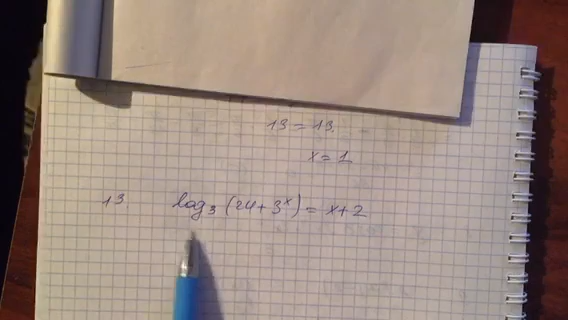 13 = 13.
x = 1
13. log₃ (24 + 3ˣ) = x + 2